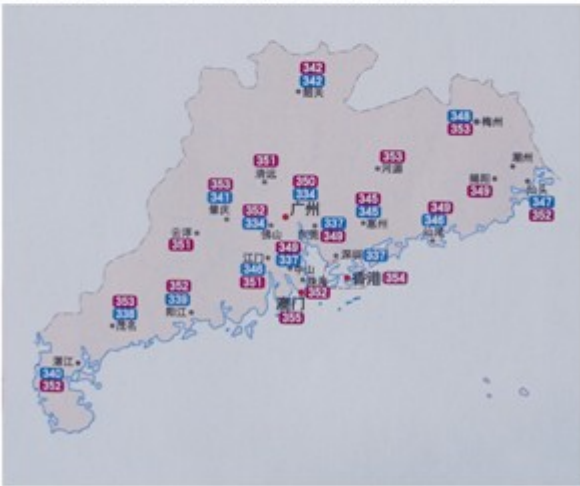 342
342
韶关
348
353
梅州
351
清远
353
河源
潮州
揭阳
349
汕头
347
352
353
341
肇庆
350
334
广州
352
334
佛山
337
349
东莞
345
345
惠州
349
346
汕尾
云浮
351
江门
346
351
349
337
中山
深圳
337
珠海
352
香港
354
澳门
355
352
339
阳江
353
338
茂名
湛江
340
352